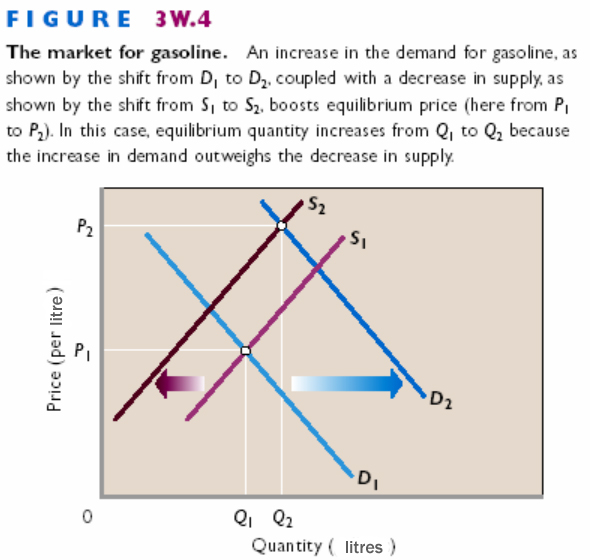 FIGURE 3W.4
The market for gasoline. An increase in the demand for gasoline, as
shown by the shift from D₁ to D₂, coupled with a decrease in supply, as
shown by the shift from S₁ to S₂, boosts equilibrium price (here from P₁
to P₂). In this case, equilibrium quantity increases from Q₁ to Q₂ because
the increase in demand outweighs the decrease in supply.
S₂
P₂
S₁
Price (per litre)
P₁
D₂
D₁
0
Q₁ Q₂
Quantity ( litres )